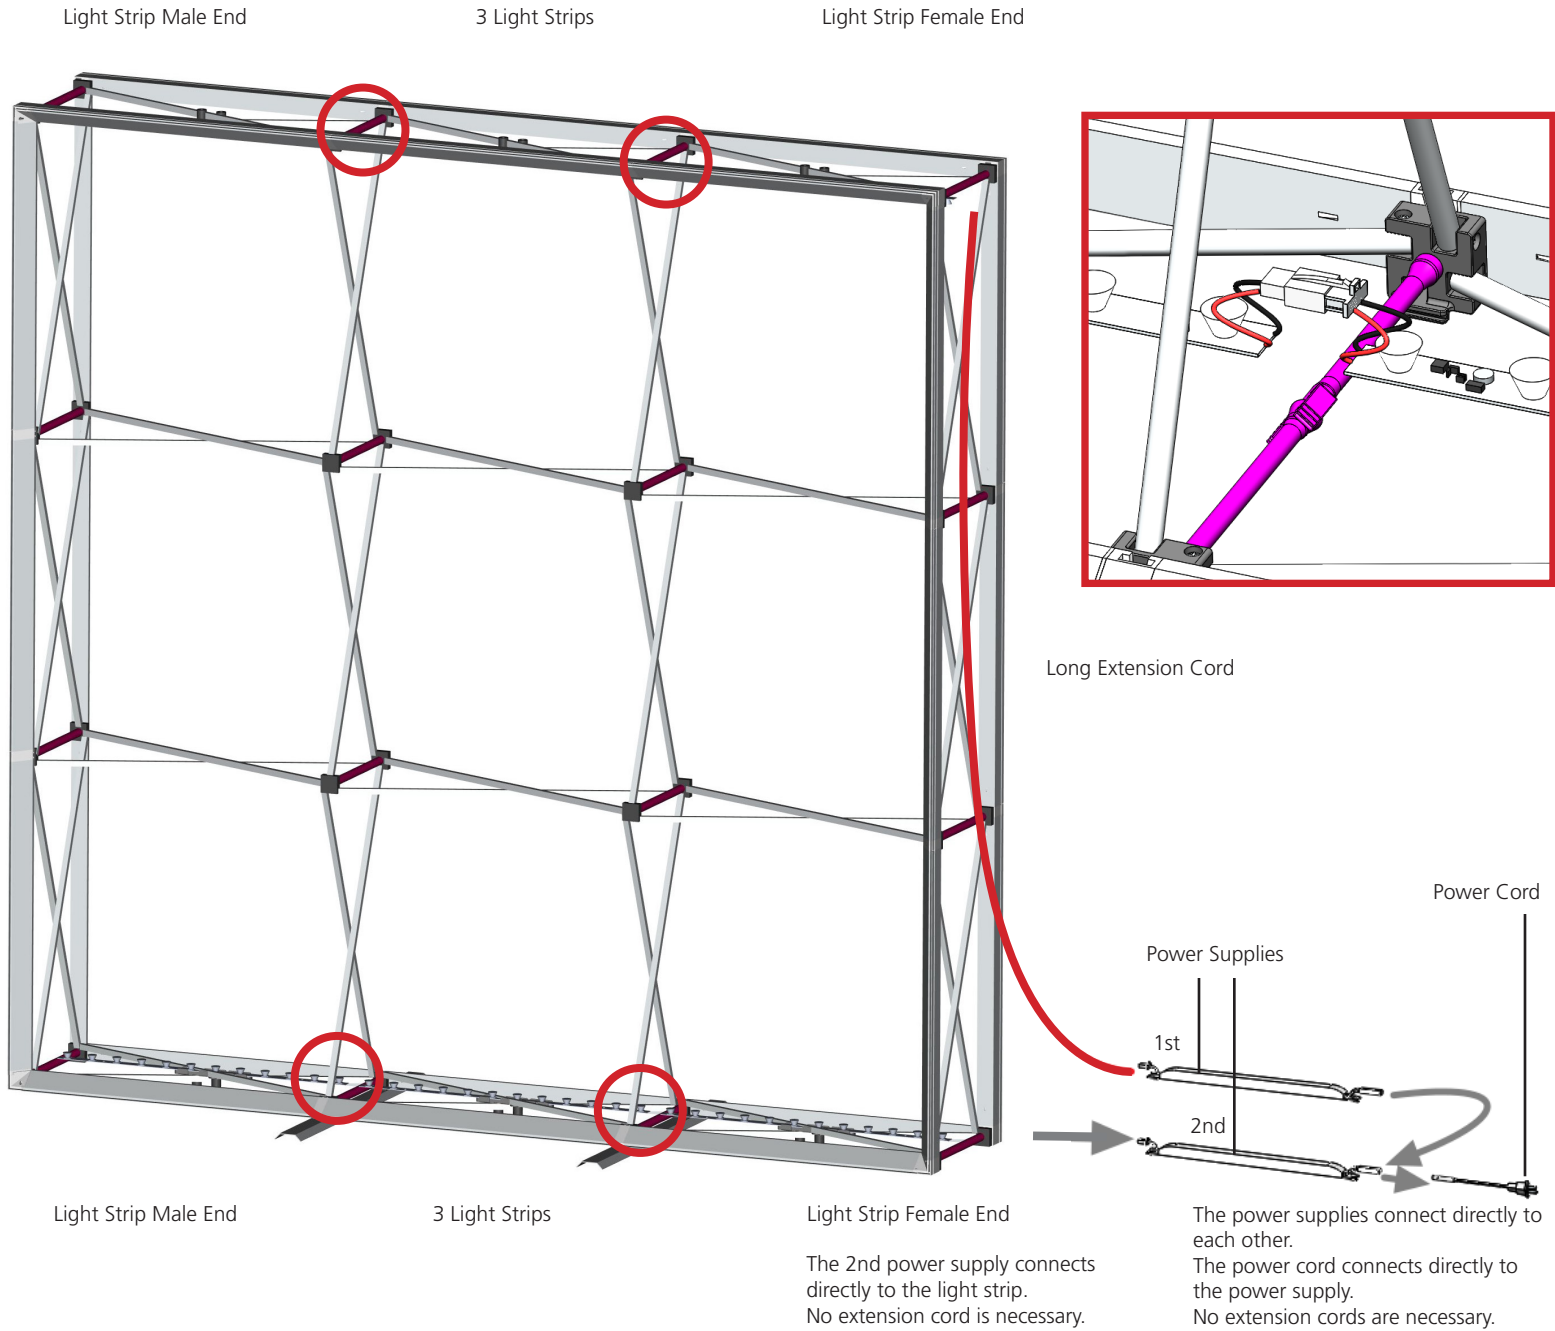 Light Strip Male End
3 Light Strips
Light Strip Female End
Long Extension Cord
Power Cord
Power Supplies
1st
2nd
Light Strip Male End
3 Light Strips
Light Strip Female End
The 2nd power supply connects
directly to the light strip.
No extension cord is necessary.
The power supplies connect directly to
each other.
The power cord connects directly to
the power supply.
No extension cords are necessary.